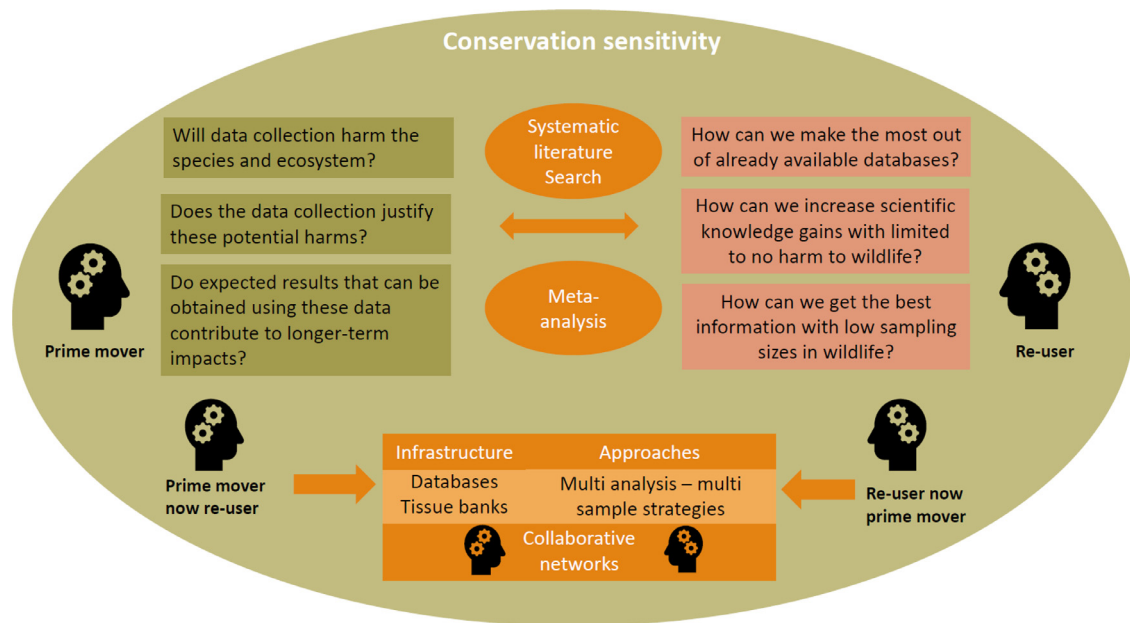 Conservation sensitivity
Will data collection harm the
species and ecosystem?
Does the data collection justify
these potential harms?
Do expected results that can be
obtained using these data
contribute to longer-term
impacts?
Prime mover
Systematic
literature
Search
Meta-
analysis
How can we make the most out
of already available databases?
How can we increase scientific
knowledge gains with limited
to no harm to wildlife?
How can we get the best
information with low sampling
sizes in wildlife?
Re-user
Prime mover
now re-user
Infrastructure
Approaches
Databases
Tissue banks
Multi analysis – multi
sample strategies
Collaborative
networks
Re-user now
prime mover